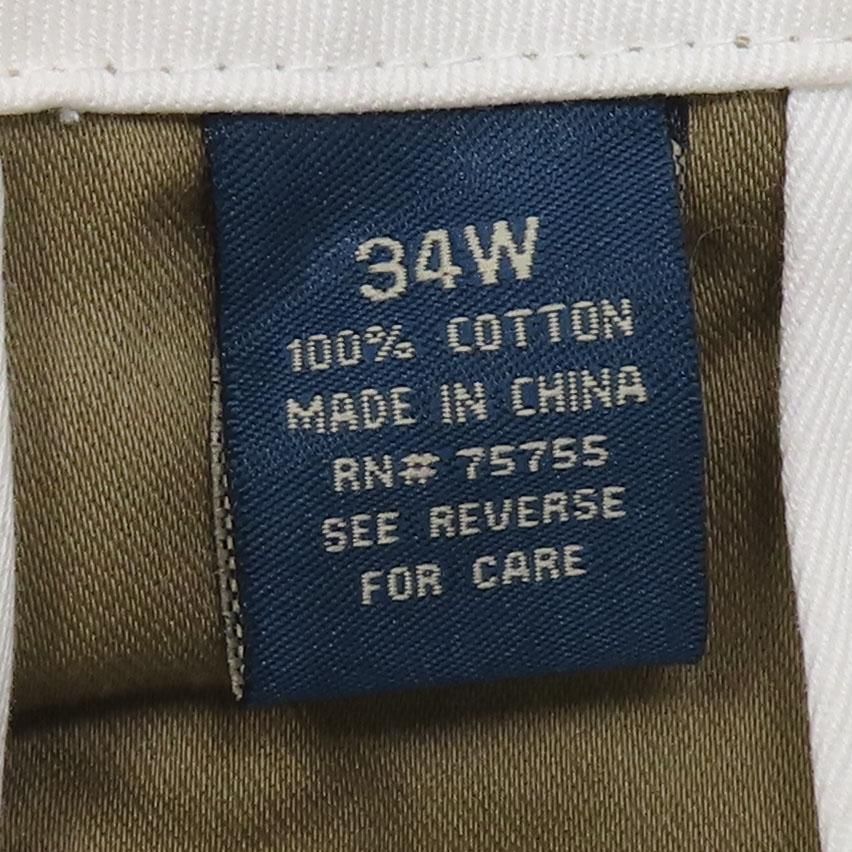 34W
100% COTTON
MADE IN CHINA
RN# 75755
SEE REVERSE
FOR CARE